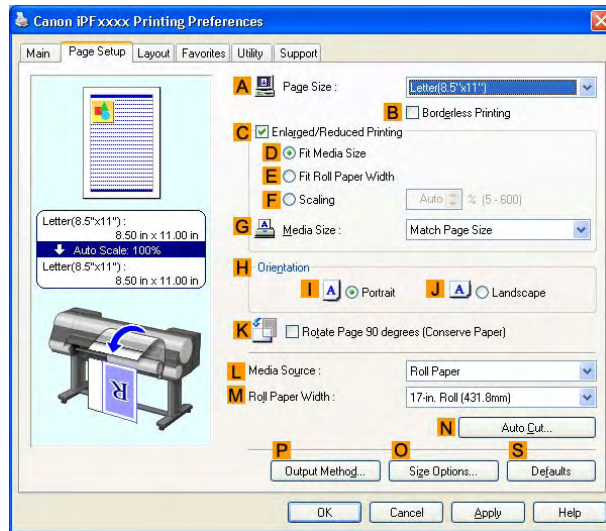 Canon iPFxxxx Printing Preferences
Main Page Setup Layout Favorites Utility Support
A Page Size : Letter(8.5"x11")
B Borderless Printing
C Enlarged/Reduced Printing
D Fit Media Size
E Fit Roll Paper Width
F Scaling Auto % (5 - 600)
Letter(8.5"x11") :
8.50 in x 11.00 in
Auto Scale: 100%
Letter(8.5"x11") :
8.50 in x 11.00 in
G Media Size : Match Page Size
H Orientation
I A Portrait J A Landscape
K Rotate Page 90 degrees (Conserve Paper)
R
L Media Source : Roll Paper
M Roll Paper Width : 17-in. Roll (431.8mm)
N Auto Cut...
P O S
Output Method... Size Options... Defaults
OK Cancel Apply Help